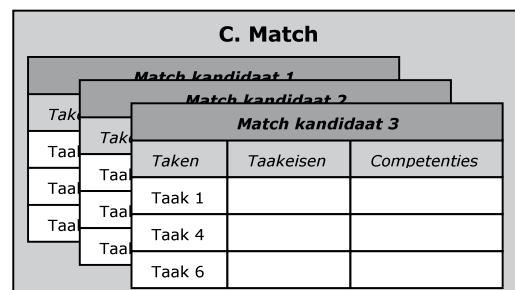 C. Match
Match kandidaat 1
Match kandidaat 2
Match kandidaat 3
Taken Taakeisen Competenties
Taak 1
Taak 4
Taak 6